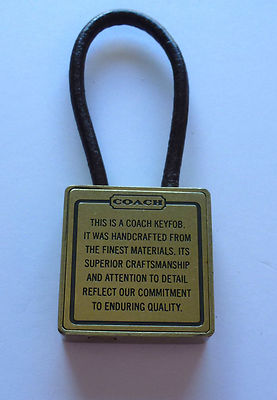 COACH
THIS IS A COACH KEYFOB.
IT WAS HANDCRAFTED FROM
THE FINEST MATERIALS. ITS
SUPERIOR CRAFTSMANSHIP
AND ATTENTION TO DETAIL
REFLECT OUR COMMITMENT
TO ENDURING QUALITY.